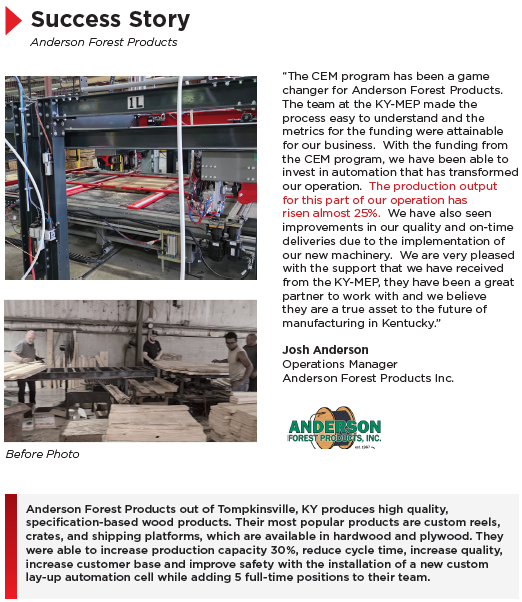 Success Story
Anderson Forest Products
1L
"The CEM program has been a game
changer for Anderson Forest Products.
The team at the KY-MEP made the
process easy to understand and the
metrics for the funding were attainable
for our business.  With the funding from
the CEM program, we have been able to
invest in automation that has transformed
our operation.  The production output
for this part of our operation has
risen almost 25%.  We have also seen
improvements in our quality and on-time
deliveries due to the implementation of
our new machinery.  We are very pleased
with the support that we have received
from the KY-MEP, they have been a great
partner to work with and we believe
they are a true asset to the future of
manufacturing in Kentucky."
Josh Anderson
Operations Manager
Anderson Forest Products Inc.
ANDERSON
FOREST PRODUCTS, INC.
Before Photo
Anderson Forest Products out of Tompkinsville, KY produces high quality,
specification-based wood products. Their most popular products are custom reels,
crates, and shipping platforms, which are available in hardwood and plywood. They
were able to increase production capacity 30%, reduce cycle time, increase quality,
increase customer base and improve safety with the installation of a new custom
lay-up automation cell while adding 5 full-time positions to their team.